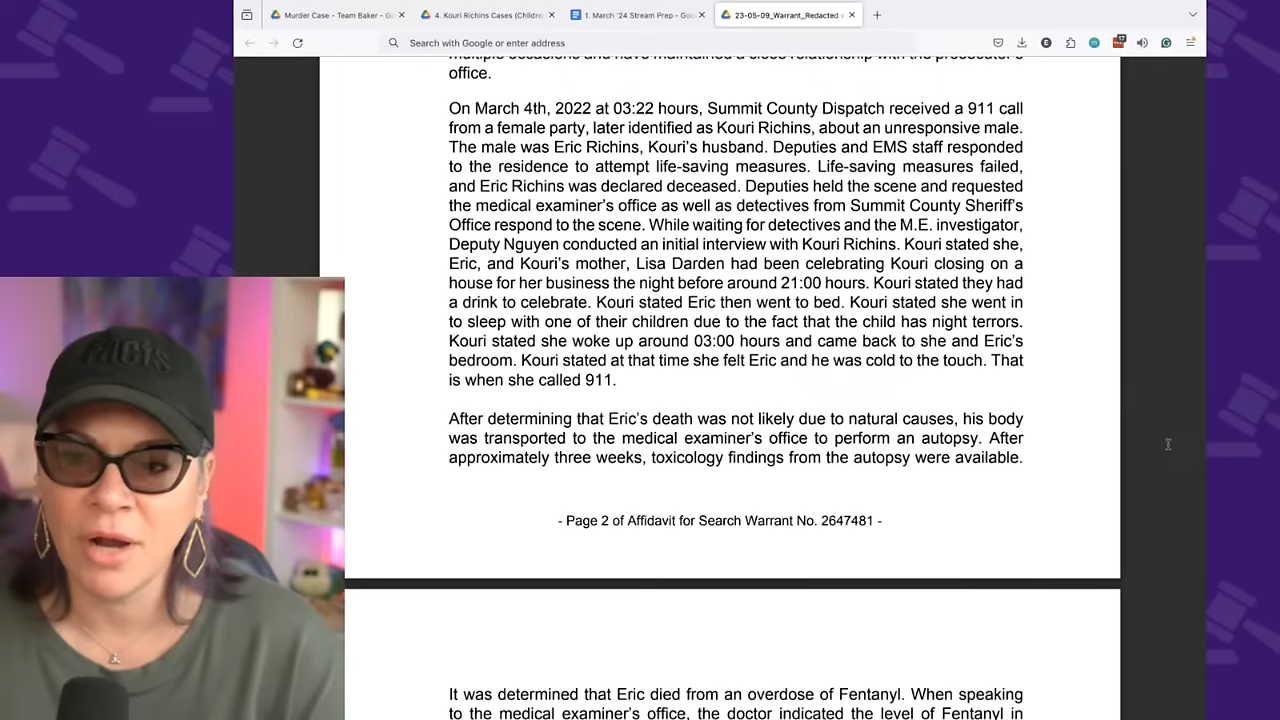 Murder Case - Team Baker - G
4. Kouri Richins Cases (Childre
1. March '24 Stream Prep - Goo
23-05-09_Warrant_Redacted
Search with Google or enter address
17
multiple occasions and have maintained a close relationship with the prosecutor's
office.
On March 4th, 2022 at 03:22 hours, Summit County Dispatch received a 911 call
from a female party, later identified as Kouri Richins, about an unresponsive male.
The male was Eric Richins, Kouri's husband. Deputies and EMS staff responded
to the residence to attempt life-saving measures. Life-saving measures failed,
and Eric Richins was declared deceased. Deputies held the scene and requested
the medical examiner's office as well as detectives from Summit County Sheriff's
Office respond to the scene. While waiting for detectives and the M.E. investigator,
Deputy Nguyen conducted an initial interview with Kouri Richins. Kouri stated she,
Eric, and Kouri's mother, Lisa Darden had been celebrating Kouri closing on a
house for her business the night before around 21:00 hours. Kouri stated they had
a drink to celebrate. Kouri stated Eric then went to bed. Kouri stated she went in
to sleep with one of their children due to the fact that the child has night terrors.
Kouri stated she woke up around 03:00 hours and came back to she and Eric's
bedroom. Kouri stated at that time she felt Eric and he was cold to the touch. That
is when she called 911.
After determining that Eric's death was not likely due to natural causes, his body
was transported to the medical examiner's office to perform an autopsy. After
approximately three weeks, toxicology findings from the autopsy were available.
- Page 2 of Affidavit for Search Warrant No. 2647481 -
It was determined that Eric died from an overdose of Fentanyl. When speaking
to the medical examiner's office, the doctor indicated the level of Fentanyl in
facts